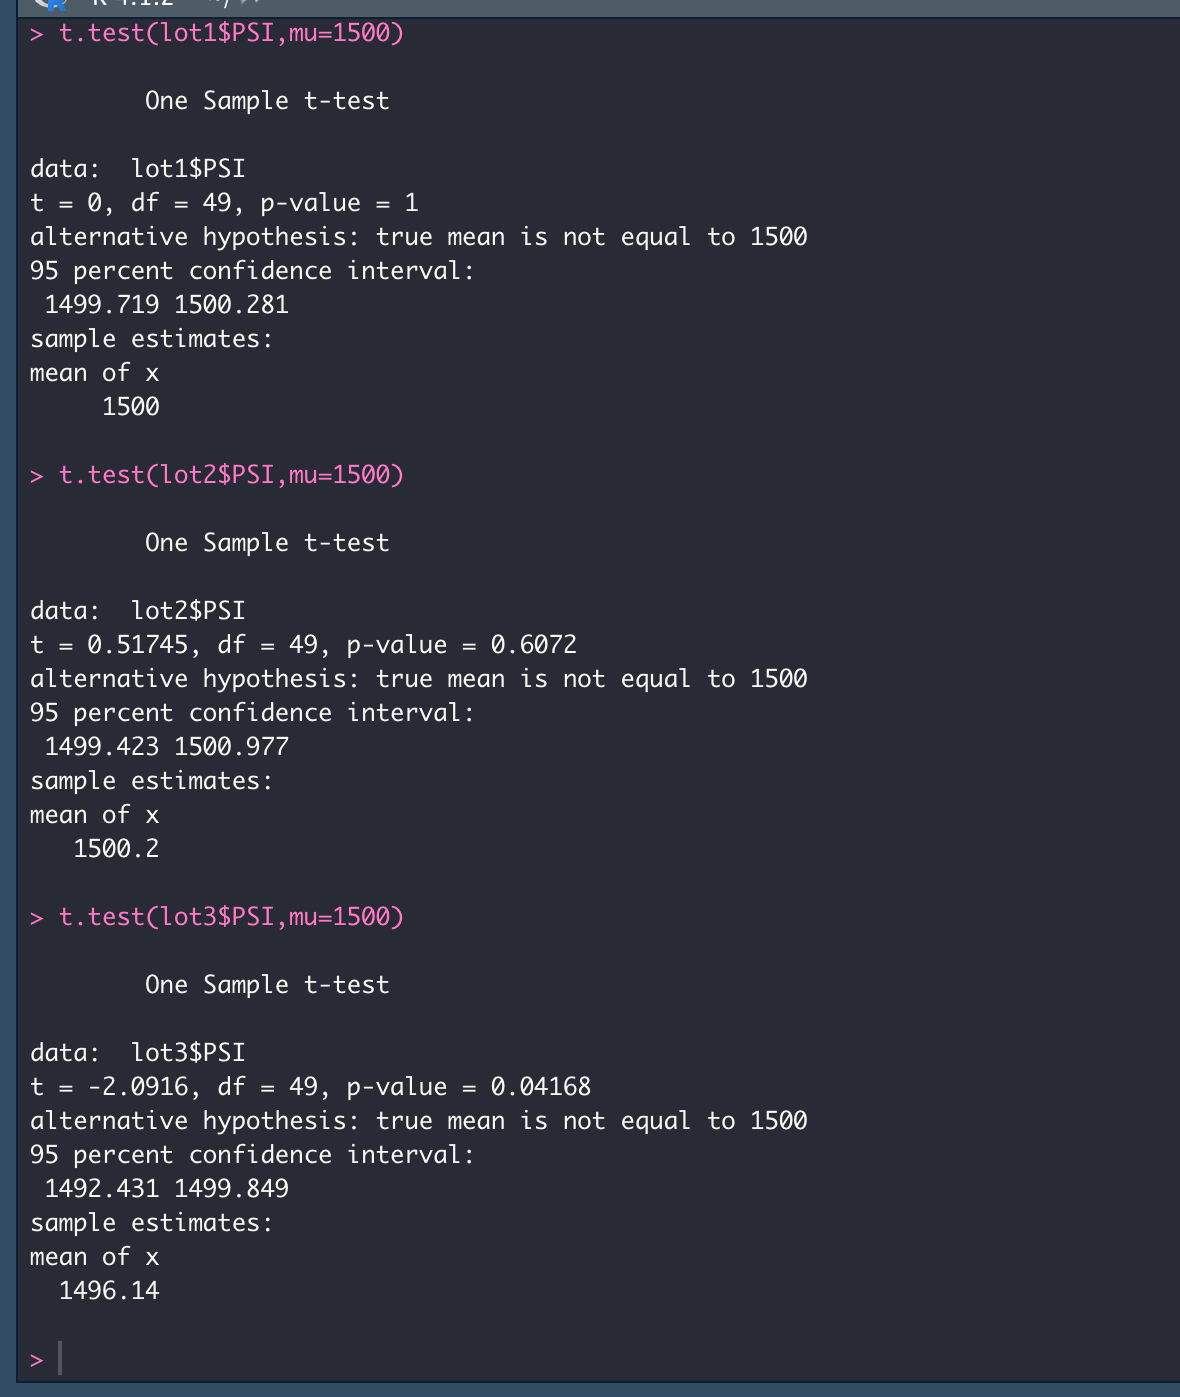 > t.test(lot1$PSI,mu=1500)
One Sample t-test
data:  lot1$PSI
t = 0, df = 49, p-value = 1
alternative hypothesis: true mean is not equal to 1500
95 percent confidence interval:
1499.719 1500.281
sample estimates:
mean of x
1500
> t.test(lot2$PSI,mu=1500)
One Sample t-test
data:  lot2$PSI
t = 0.51745, df = 49, p-value = 0.6072
alternative hypothesis: true mean is not equal to 1500
95 percent confidence interval:
1499.423 1500.977
sample estimates:
mean of x
1500.2
> t.test(lot3$PSI,mu=1500)
One Sample t-test
data:  lot3$PSI
t = -2.0916, df = 49, p-value = 0.04168
alternative hypothesis: true mean is not equal to 1500
95 percent confidence interval:
1492.431 1499.849
sample estimates:
mean of x
1496.14
>